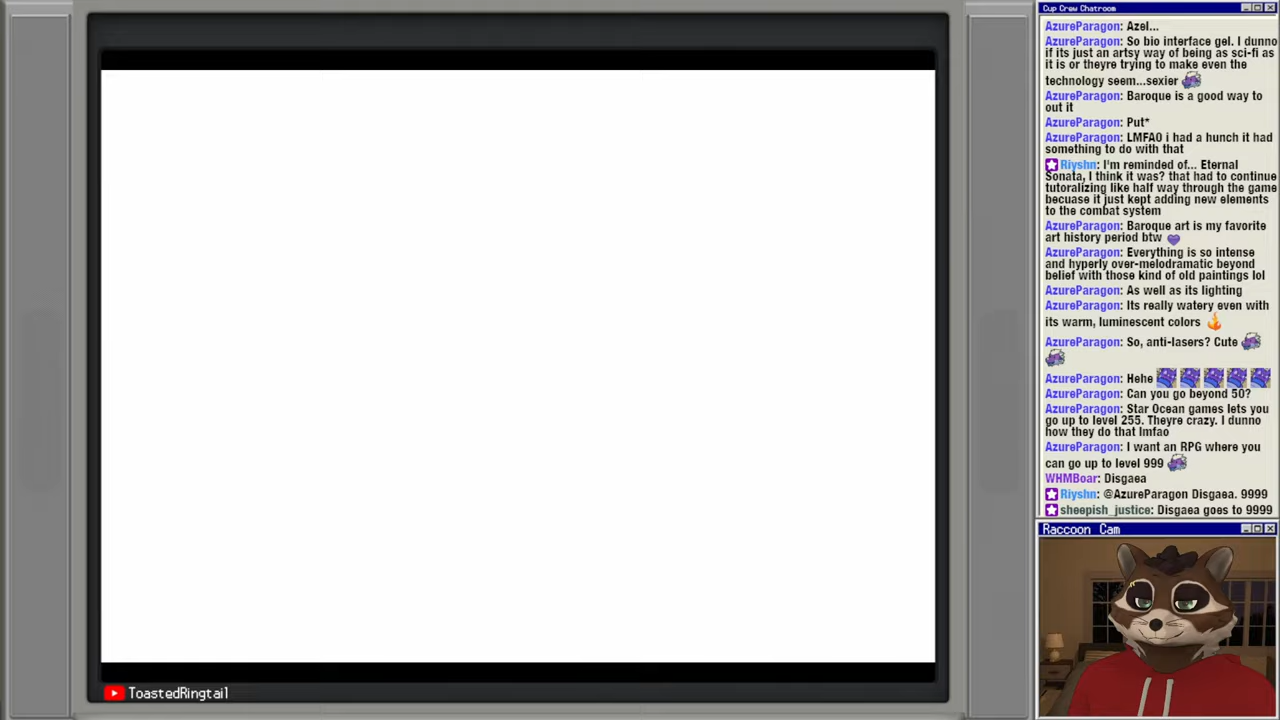 Cup Crew Chatroom
AzureParagon: Azel...
AzureParagon: So bio interface gel. I dunno
if its just an artsy way of being as sci-fi as
it is or theyre trying to make even the
technology seem...sexier
AzureParagon: Baroque is a good way to
out it
AzureParagon: Put*
AzureParagon: LMFAO i had a hunch it had
something to do with that
Riyshn: I'm reminded of... Eternal
Sonata, I think it was? that had to continue
tutoralizing like half way through the game
becuase it just kept adding new elements
to the combat system
AzureParagon: Baroque art is my favorite
art history period btw
AzureParagon: Everything is so intense
and hyperly over-melodramatic beyond
belief with those kind of old paintings lol
AzureParagon: As well as its lighting
AzureParagon: Its really watery even with
its warm, luminescent colors
AzureParagon: So, anti-lasers? Cute
AzureParagon: Hehe
AzureParagon: Can you go beyond 50?
AzureParagon: Star Ocean games lets you
go up to level 255. Theyre crazy. I dunno
how they do that lmfao
AzureParagon: I want an RPG where you
can go up to level 999
WHMBoar: Disgaea
Riyshn: @AzureParagon Disgaea. 9999
sheepish_justice: Disgaea goes to 9999
Raccoon Cam
ToastedRingtail